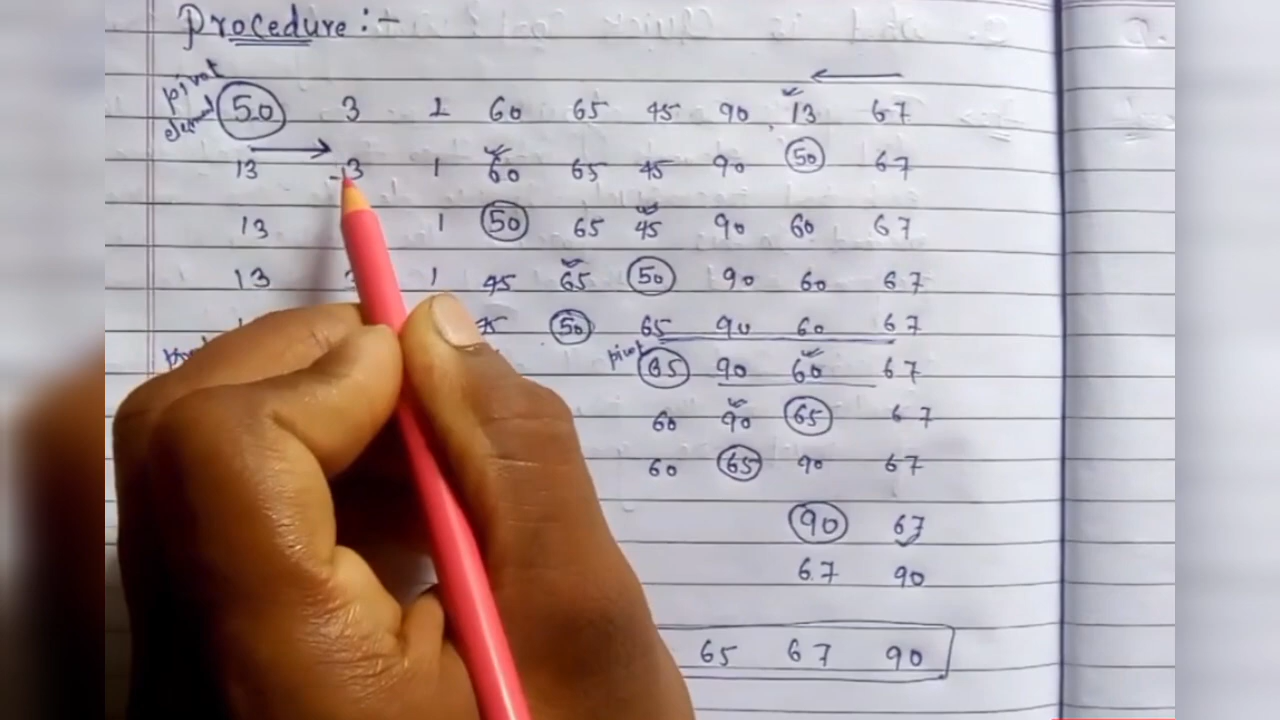 Procedure :-
pivot
element
50 3 1 60 65 45 90 13 67
13 3 1 60 65 45 90 50 67
13 1 50 65 45 90 60 67
13 1 45 65 50 90 60 67
50 65 90 60 67
pivot
65 90 60 67
60 90 65 67
60 65 90 67
90 67
67 90
65 67 90